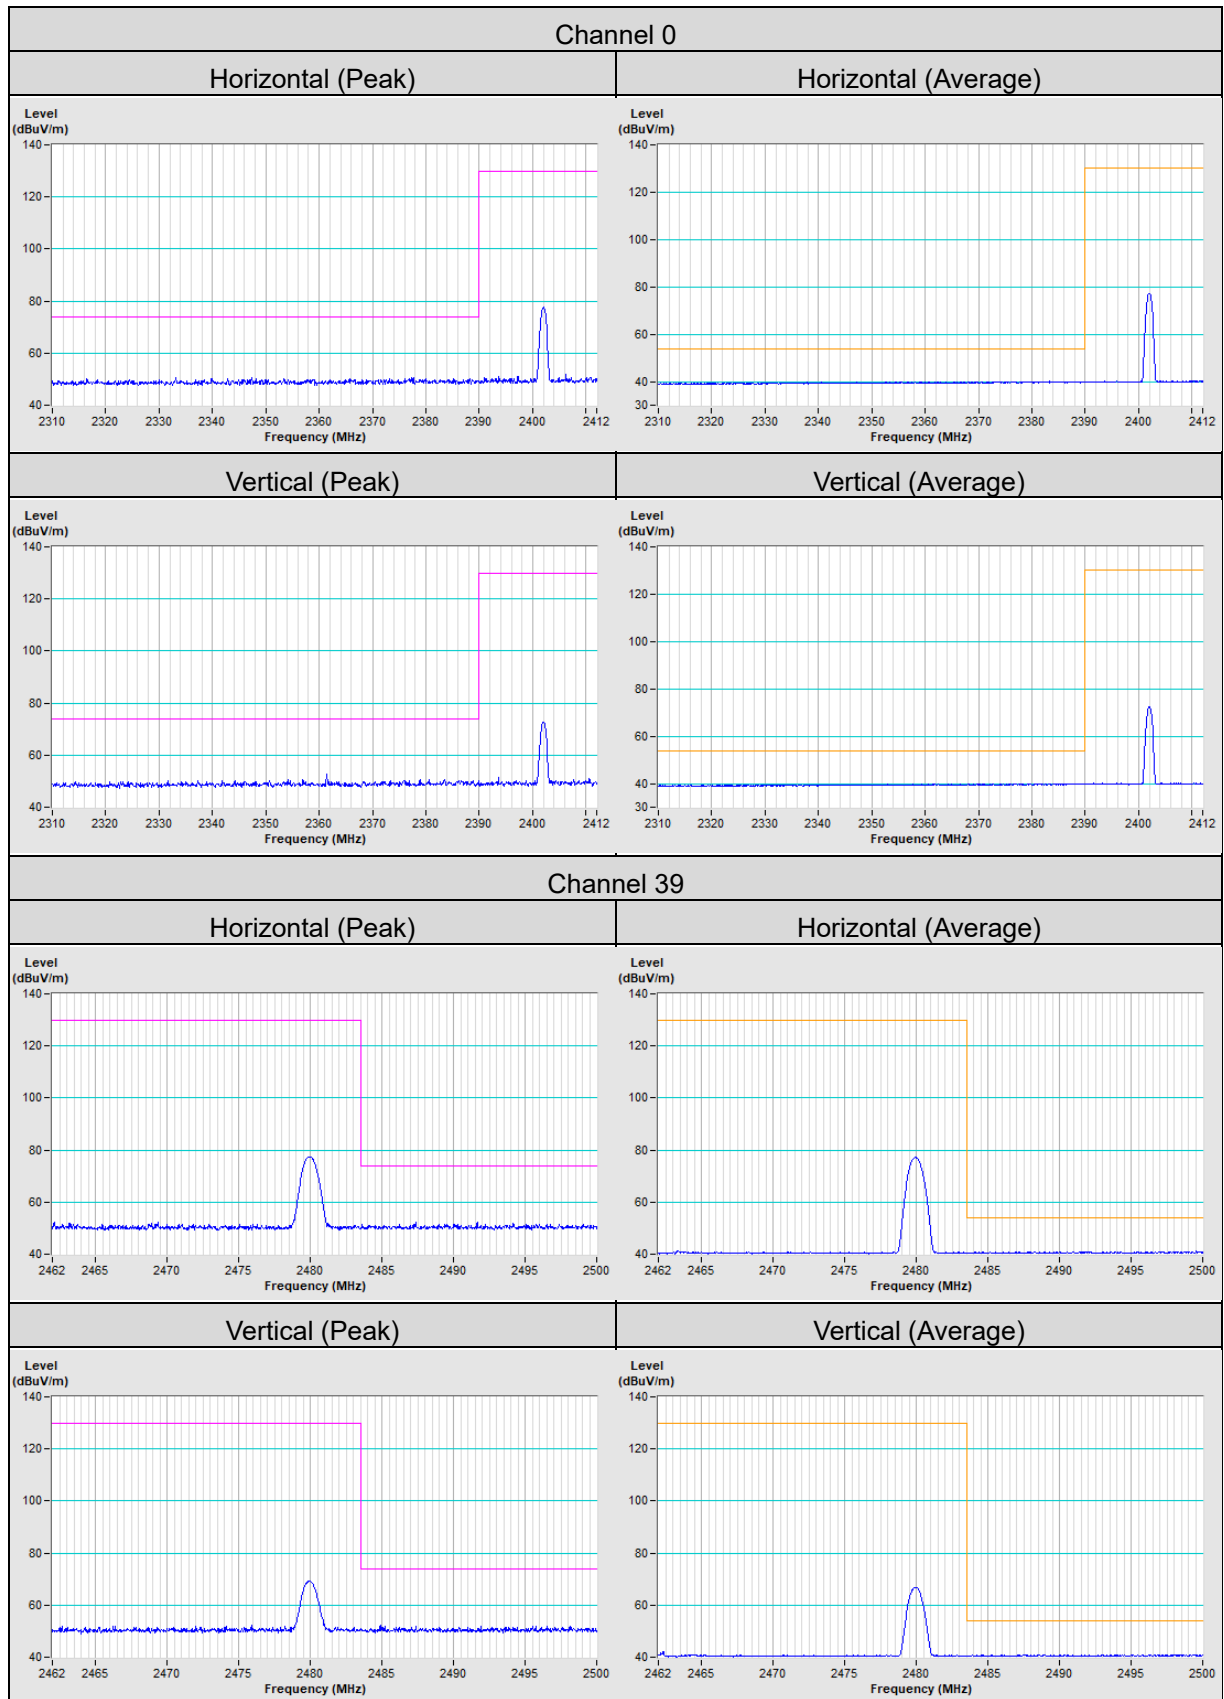 Channel 0
Horizontal (Peak) Horizontal (Average)
Level
(dBuV/m)
140
120
100
80
60
40
2310 2320 2330 2340 2350 2360 2370 2380 2390 2400 2412
Frequency (MHz)
Level
(dBuV/m)
140
120
100
80
60
40
30
2310 2320 2330 2340 2350 2360 2370 2380 2390 2400 2412
Frequency (MHz)
Vertical (Peak) Vertical (Average)
Level
(dBuV/m)
140
120
100
80
60
40
2310 2320 2330 2340 2350 2360 2370 2380 2390 2400 2412
Frequency (MHz)
Level
(dBuV/m)
140
120
100
80
60
40
30
2310 2320 2330 2340 2350 2360 2370 2380 2390 2400 2412
Frequency (MHz)
Channel 39
Horizontal (Peak) Horizontal (Average)
Level
(dBuV/m)
140
120
100
80
60
40
2462 2465 2470 2475 2480 2485 2490 2495 2500
Frequency (MHz)
Level
(dBuV/m)
140
120
100
80
60
40
2462 2465 2470 2475 2480 2485 2490 2495 2500
Frequency (MHz)
Vertical (Peak) Vertical (Average)
Level
(dBuV/m)
140
120
100
80
60
40
2462 2465 2470 2475 2480 2485 2490 2495 2500
Frequency (MHz)
Level
(dBuV/m)
140
120
100
80
60
40
2462 2465 2470 2475 2480 2485 2490 2495 2500
Frequency (MHz)